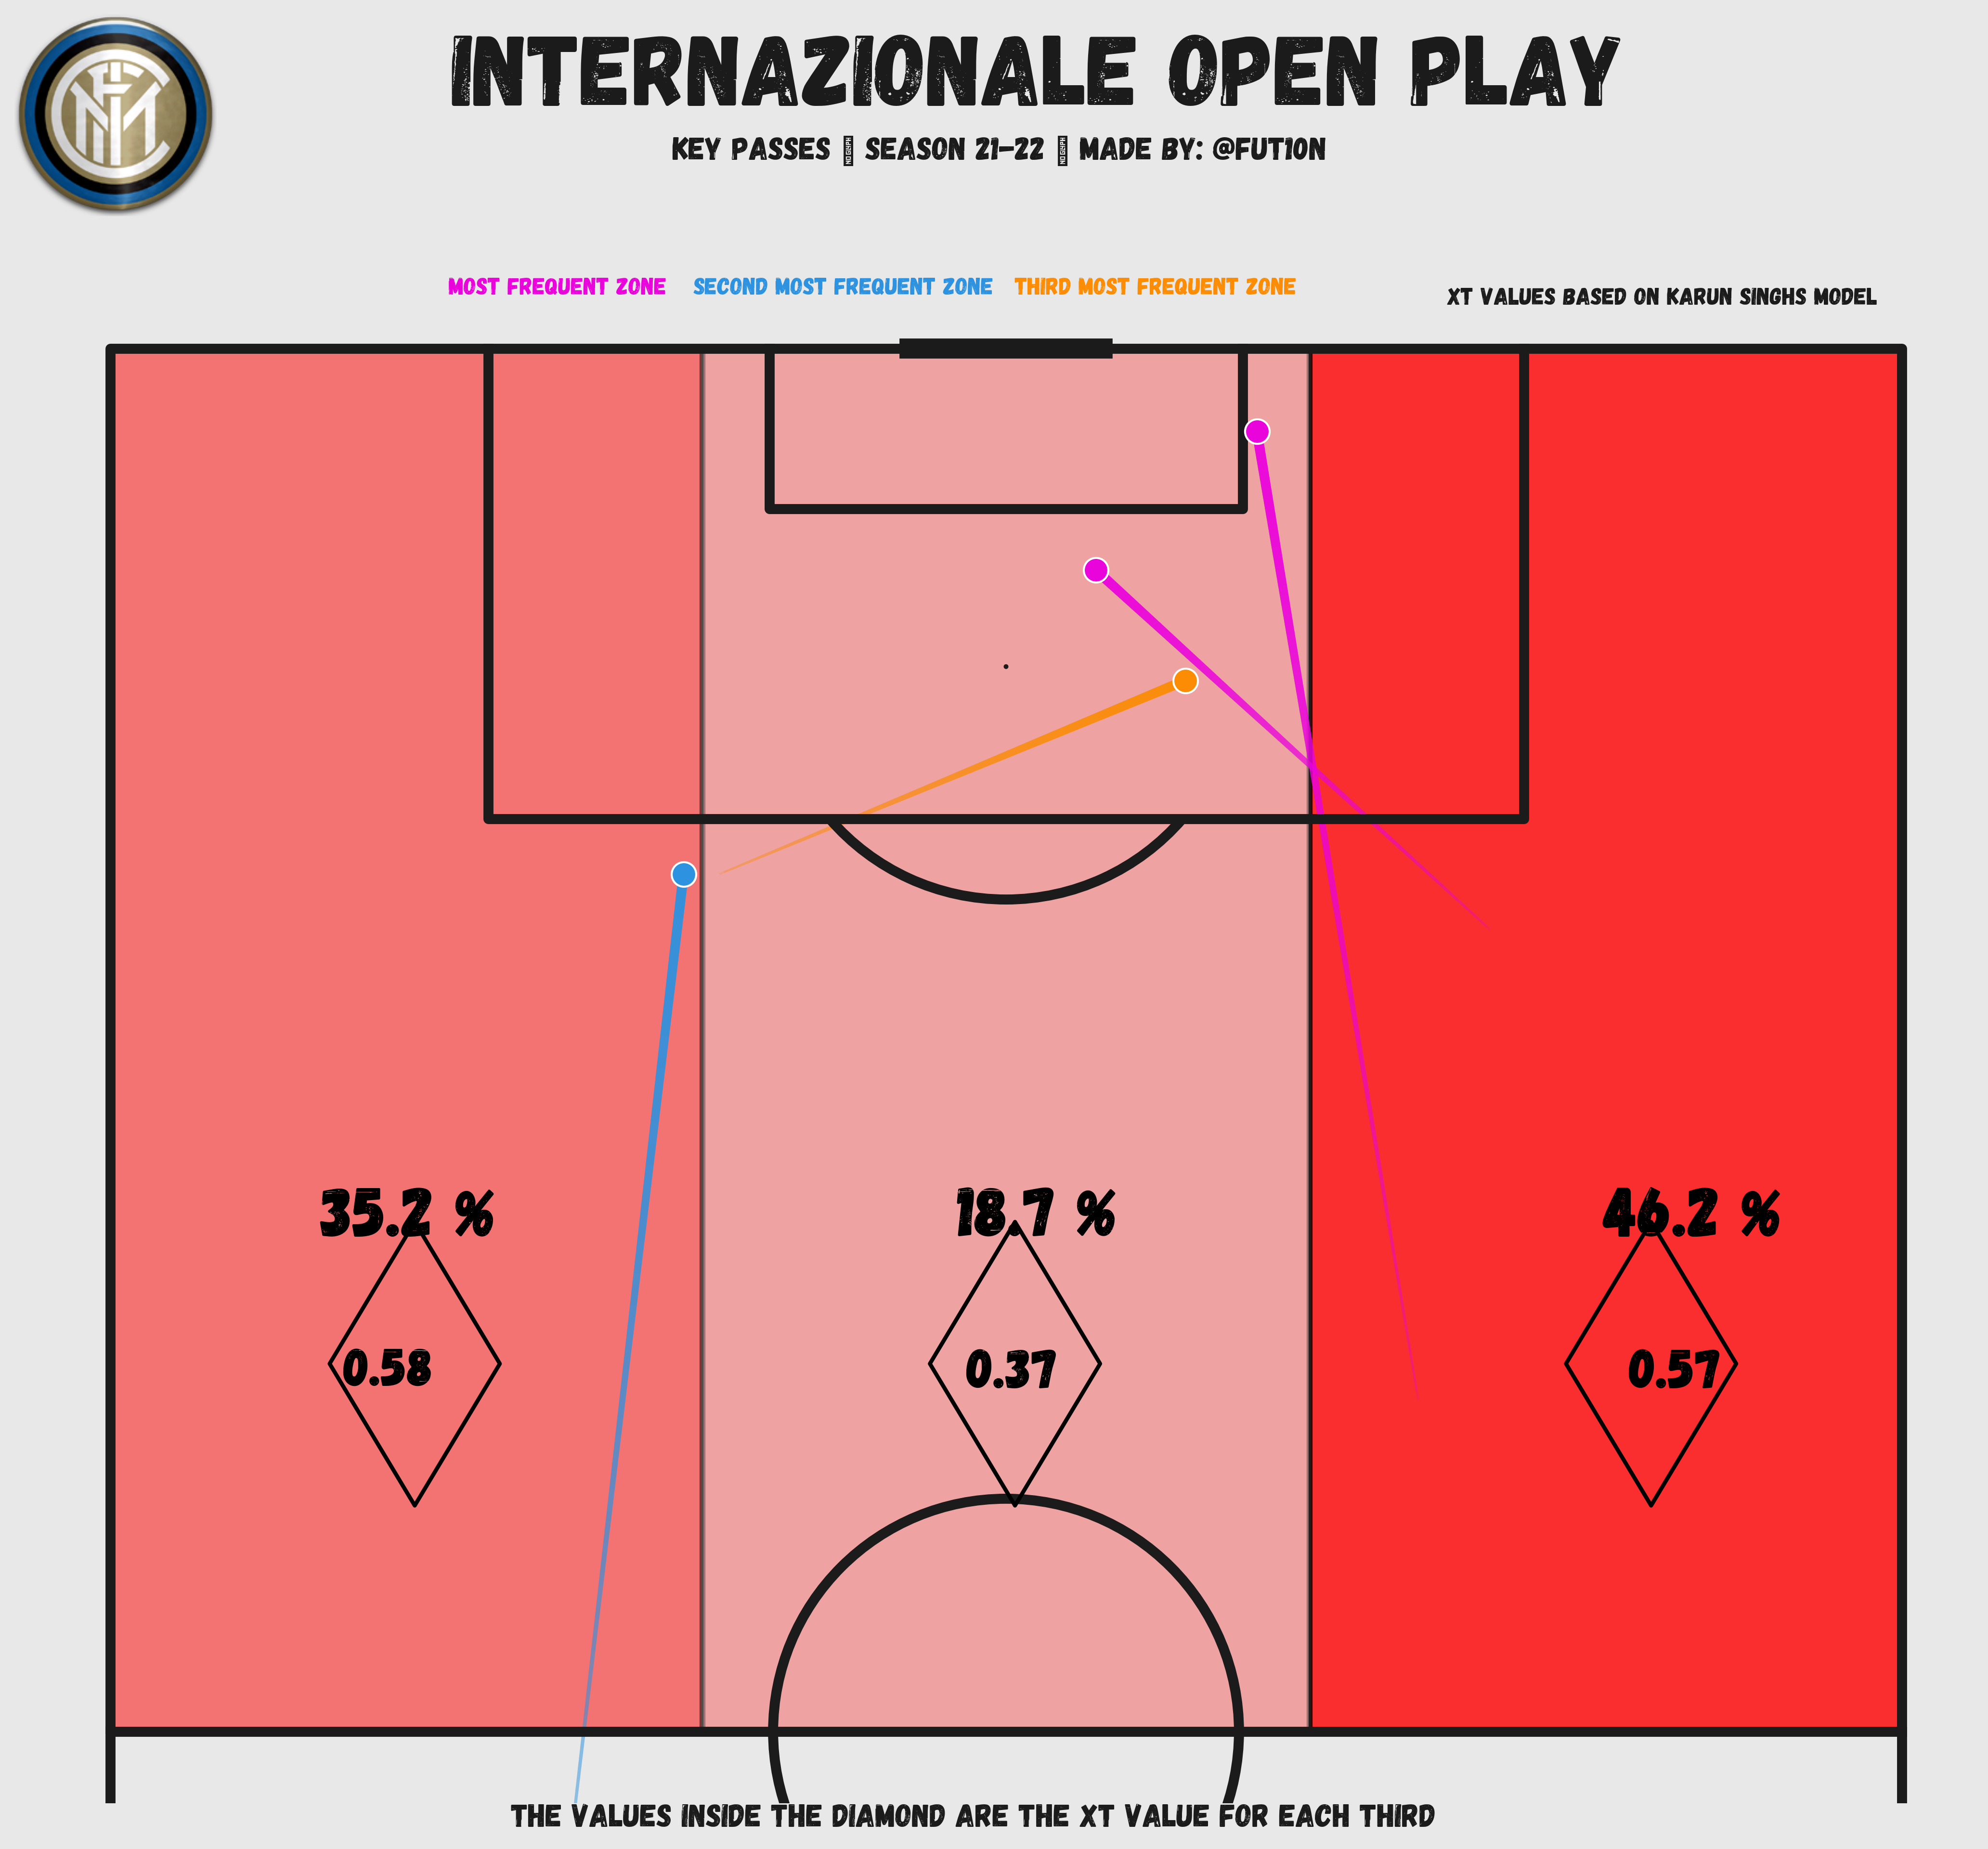 INTERNAZIONALE OPEN PLAY
KEY PASSES SEASON 21-22 MADE BY: @FUT10N
MOST FREQUENT ZONE SECOND MOST FREQUENT ZONE THIRD MOST FREQUENT ZONE
XT VALUES BASED ON KARUN SINGHS MODEL
35.2 % 18.7 % 46.2 %
0.58 0.37 0.57
THE VALUES INSIDE THE DIAMOND ARE THE XT VALUE FOR EACH THIRD